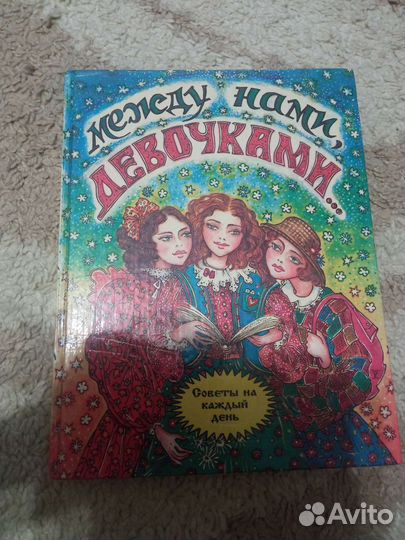 Между нами,
девочками...
Советы на
каждый
день
Avito